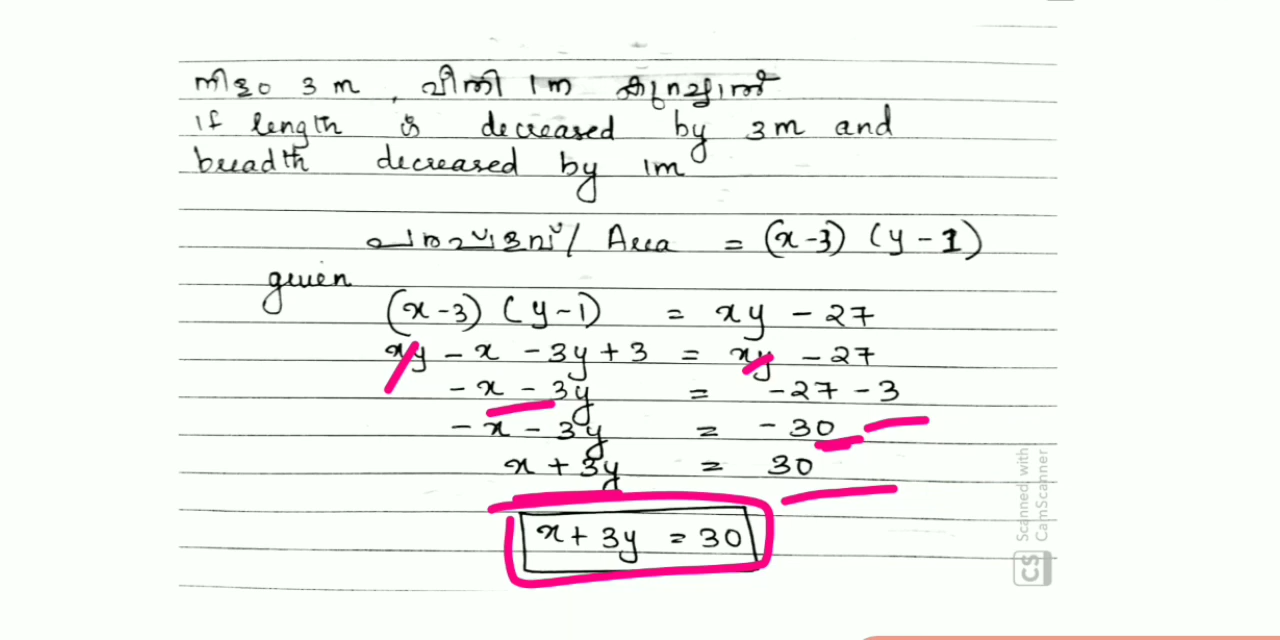 നീളം 3 m, വീതി 1m കുറച്ചാൽ
If length is decreased by 3m and
breadth decreased by 1m
പരപ്പളവ് / Area = (x-3) (y-1)
given
(x-3) (y-1) = xy - 27
xy - x - 3y + 3 = xy - 27
-x - 3y = -27 - 3
-x - 3y = -30
x + 3y = 30
x + 3y = 30
CS Scanned with CamScanner